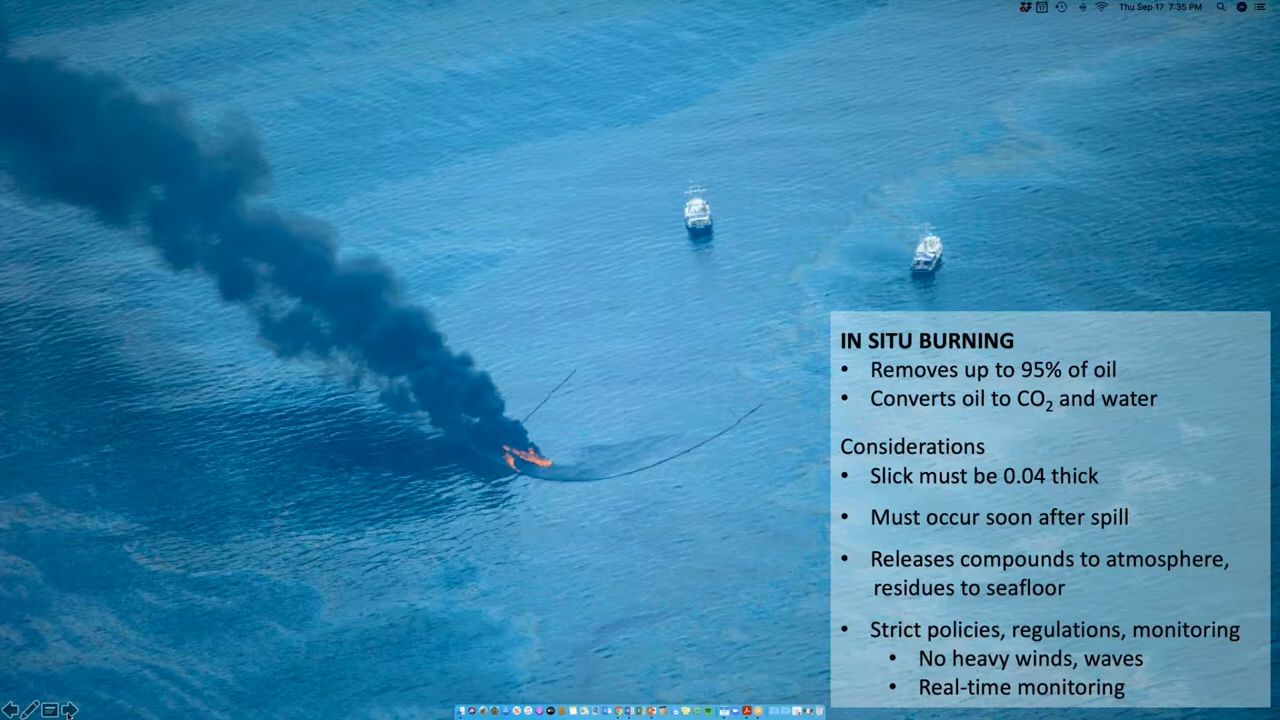 Thu Sep 17 7:35 PM
IN SITU BURNING
• Removes up to 95% of oil
• Converts oil to CO₂ and water
Considerations
• Slick must be 0.04 thick
• Must occur soon after spill
• Releases compounds to atmosphere,
residues to seafloor
• Strict policies, regulations, monitoring
• No heavy winds, waves
• Real-time monitoring